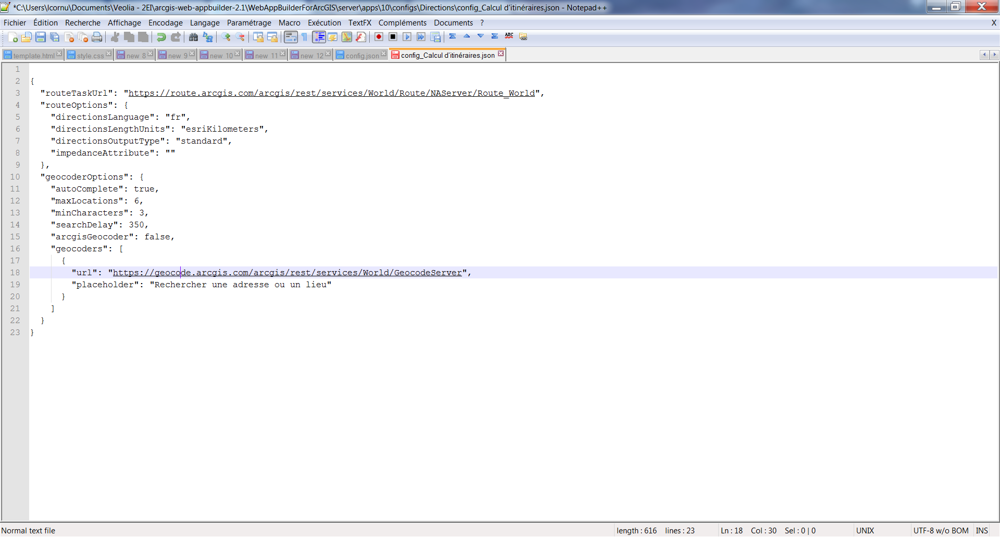 *C:\Users\lcornu\Documents\Veolia - 2EI\arcgis-web-appbuilder-2.1\WebAppBuilderForArcGIS\server\apps\10\configs\Directions\config_Calcul d'itinéraires.json - Notepad++
Fichier Édition Recherche Affichage Encodage Langage Paramétrage Macro Exécution TextFX Compléments Documents ? X
template.html style.css new 8 new 9 new 10 new 11 new 12 config.json config_Calcul d'itinéraires.json
1
2 {
3 "routeTaskUrl": "https://route.arcgis.com/arcgis/rest/services/World/Route/NAServer/Route_World",
4 "routeOptions": {
5 "directionsLanguage": "fr",
6 "directionsLengthUnits": "esriKilometers",
7 "directionsOutputType": "standard",
8 "impedanceAttribute": ""
9 },
10 "geocoderOptions": {
11 "autoComplete": true,
12 "maxLocations": 6,
13 "minCharacters": 3,
14 "searchDelay": 350,
15 "arcgisGeocoder": false,
16 "geocoders": [
17 {
18 "url": "https://geocode.arcgis.com/arcgis/rest/services/World/GeocodeServer",
19 "placeholder": "Rechercher une adresse ou un lieu"
20 }
21 ]
22 }
23 }
Normal text file length : 616 lines : 23 Ln : 18 Col : 30 Sel : 0 | 0 UNIX UTF-8 w/o BOM INS